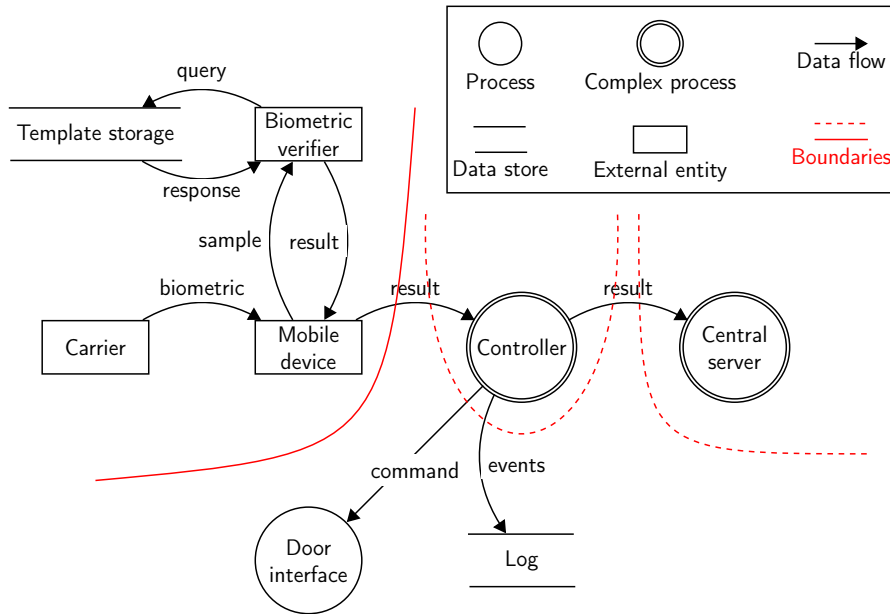 query
Template storage
Biometric
verifier
response
sample
result
biometric
result
result
Carrier
Mobile
device
Controller
Central
server
command
events
Door
interface
Log
Process
Complex process
Data flow
Data store
External entity
Boundaries